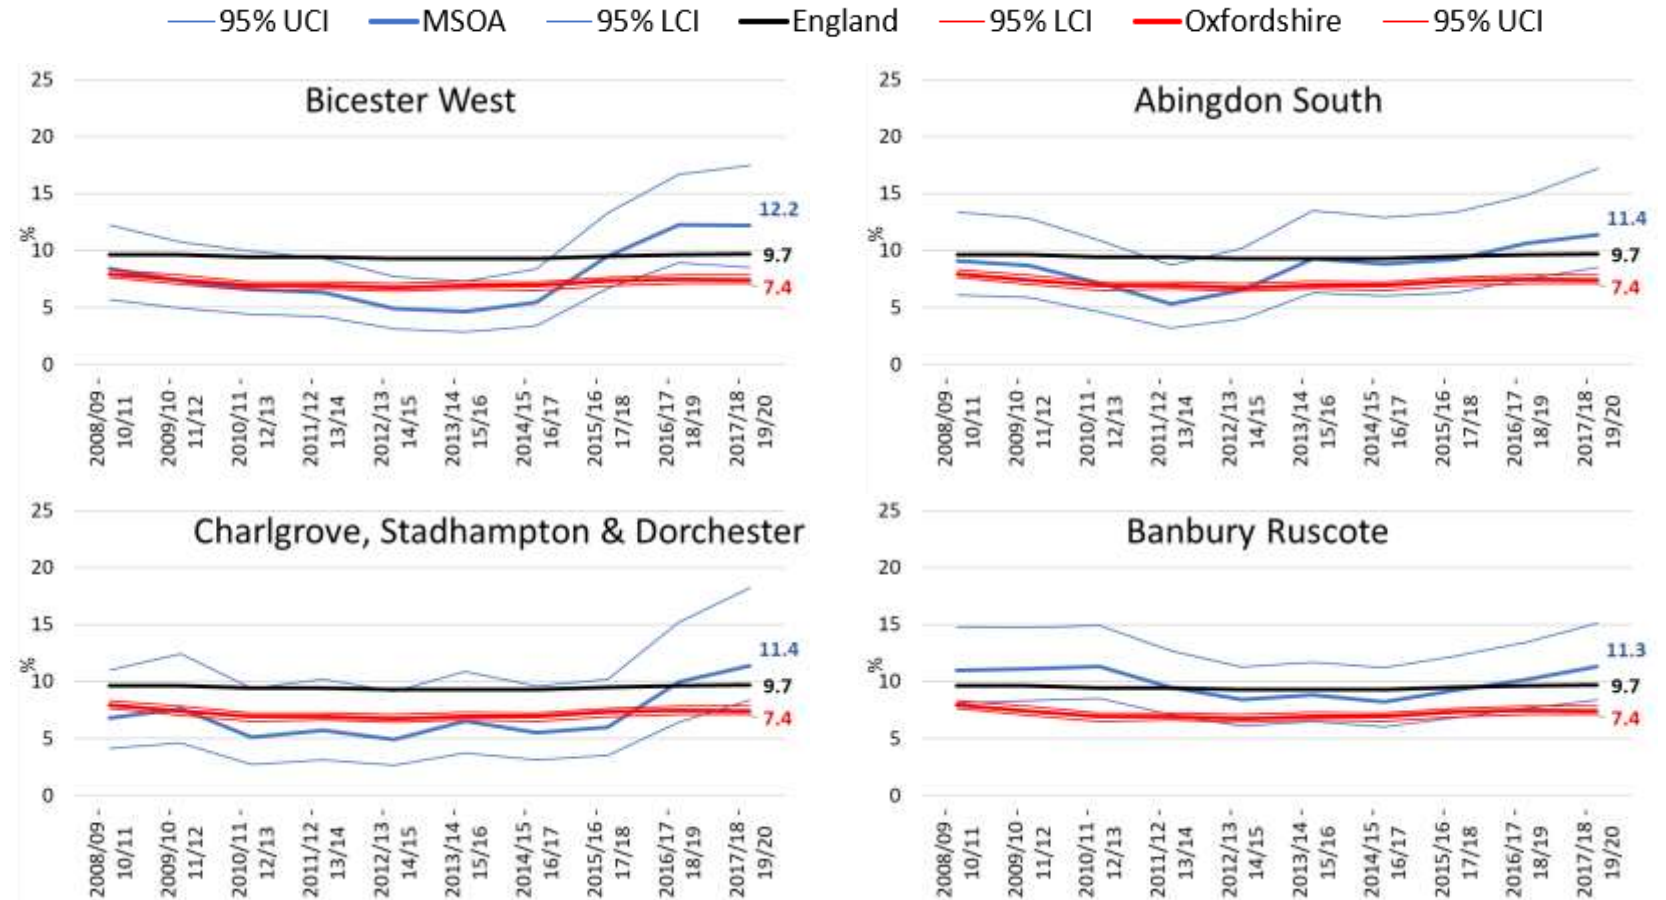 95% UCI MSOA 95% LCI England 95% LCI Oxfordshire 95% UCI
Bicester West
25
20
15
10
5
0
%
12.2
9.7
7.4
2008/09 - 10/11
2009/10 - 11/12
2010/11 - 12/13
2011/12 - 13/14
2012/13 - 14/15
2013/14 - 15/16
2014/15 - 16/17
2015/16 - 17/18
2016/17 - 18/19
2017/18 - 19/20
Abingdon South
25
20
15
10
5
0
%
11.4
9.7
7.4
2008/09 - 10/11
2009/10 - 11/12
2010/11 - 12/13
2011/12 - 13/14
2012/13 - 14/15
2013/14 - 15/16
2014/15 - 16/17
2015/16 - 17/18
2016/17 - 18/19
2017/18 - 19/20
Charlgrove, Stadhampton & Dorchester
25
20
15
10
5
0
%
11.4
9.7
7.4
2008/09 - 10/11
2009/10 - 11/12
2010/11 - 12/13
2011/12 - 13/14
2012/13 - 14/15
2013/14 - 15/16
2014/15 - 16/17
2015/16 - 17/18
2016/17 - 18/19
2017/18 - 19/20
Banbury Ruscote
25
20
15
10
5
0
%
11.3
9.7
7.4
2008/09 - 10/11
2009/10 - 11/12
2010/11 - 12/13
2011/12 - 13/14
2012/13 - 14/15
2013/14 - 15/16
2014/15 - 16/17
2015/16 - 17/18
2016/17 - 18/19
2017/18 - 19/20